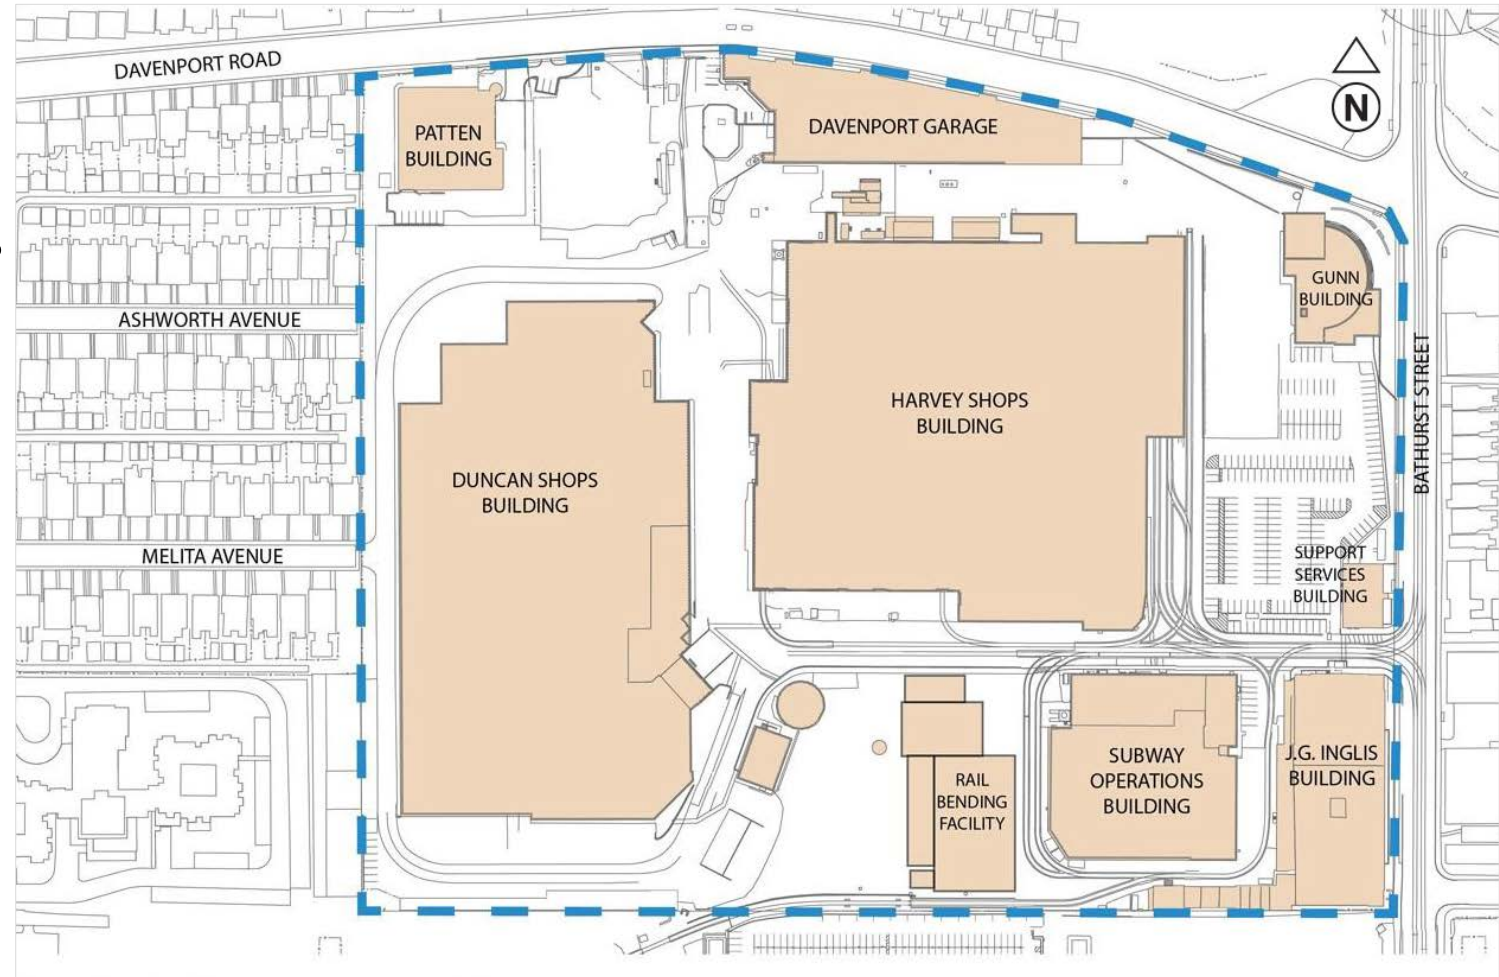 DAVENPORT ROAD
N
PATTEN
BUILDING
DAVENPORT GARAGE
GUNN
BUILDING
ASHWORTH AVENUE
HARVEY SHOPS
BUILDING
BATHURST STREET
DUNCAN SHOPS
BUILDING
MELITA AVENUE
SUPPORT
SERVICES
BUILDING
SUBWAY
OPERATIONS
BUILDING
J.G. INGLIS
BUILDING
RAIL
BENDING
FACILITY